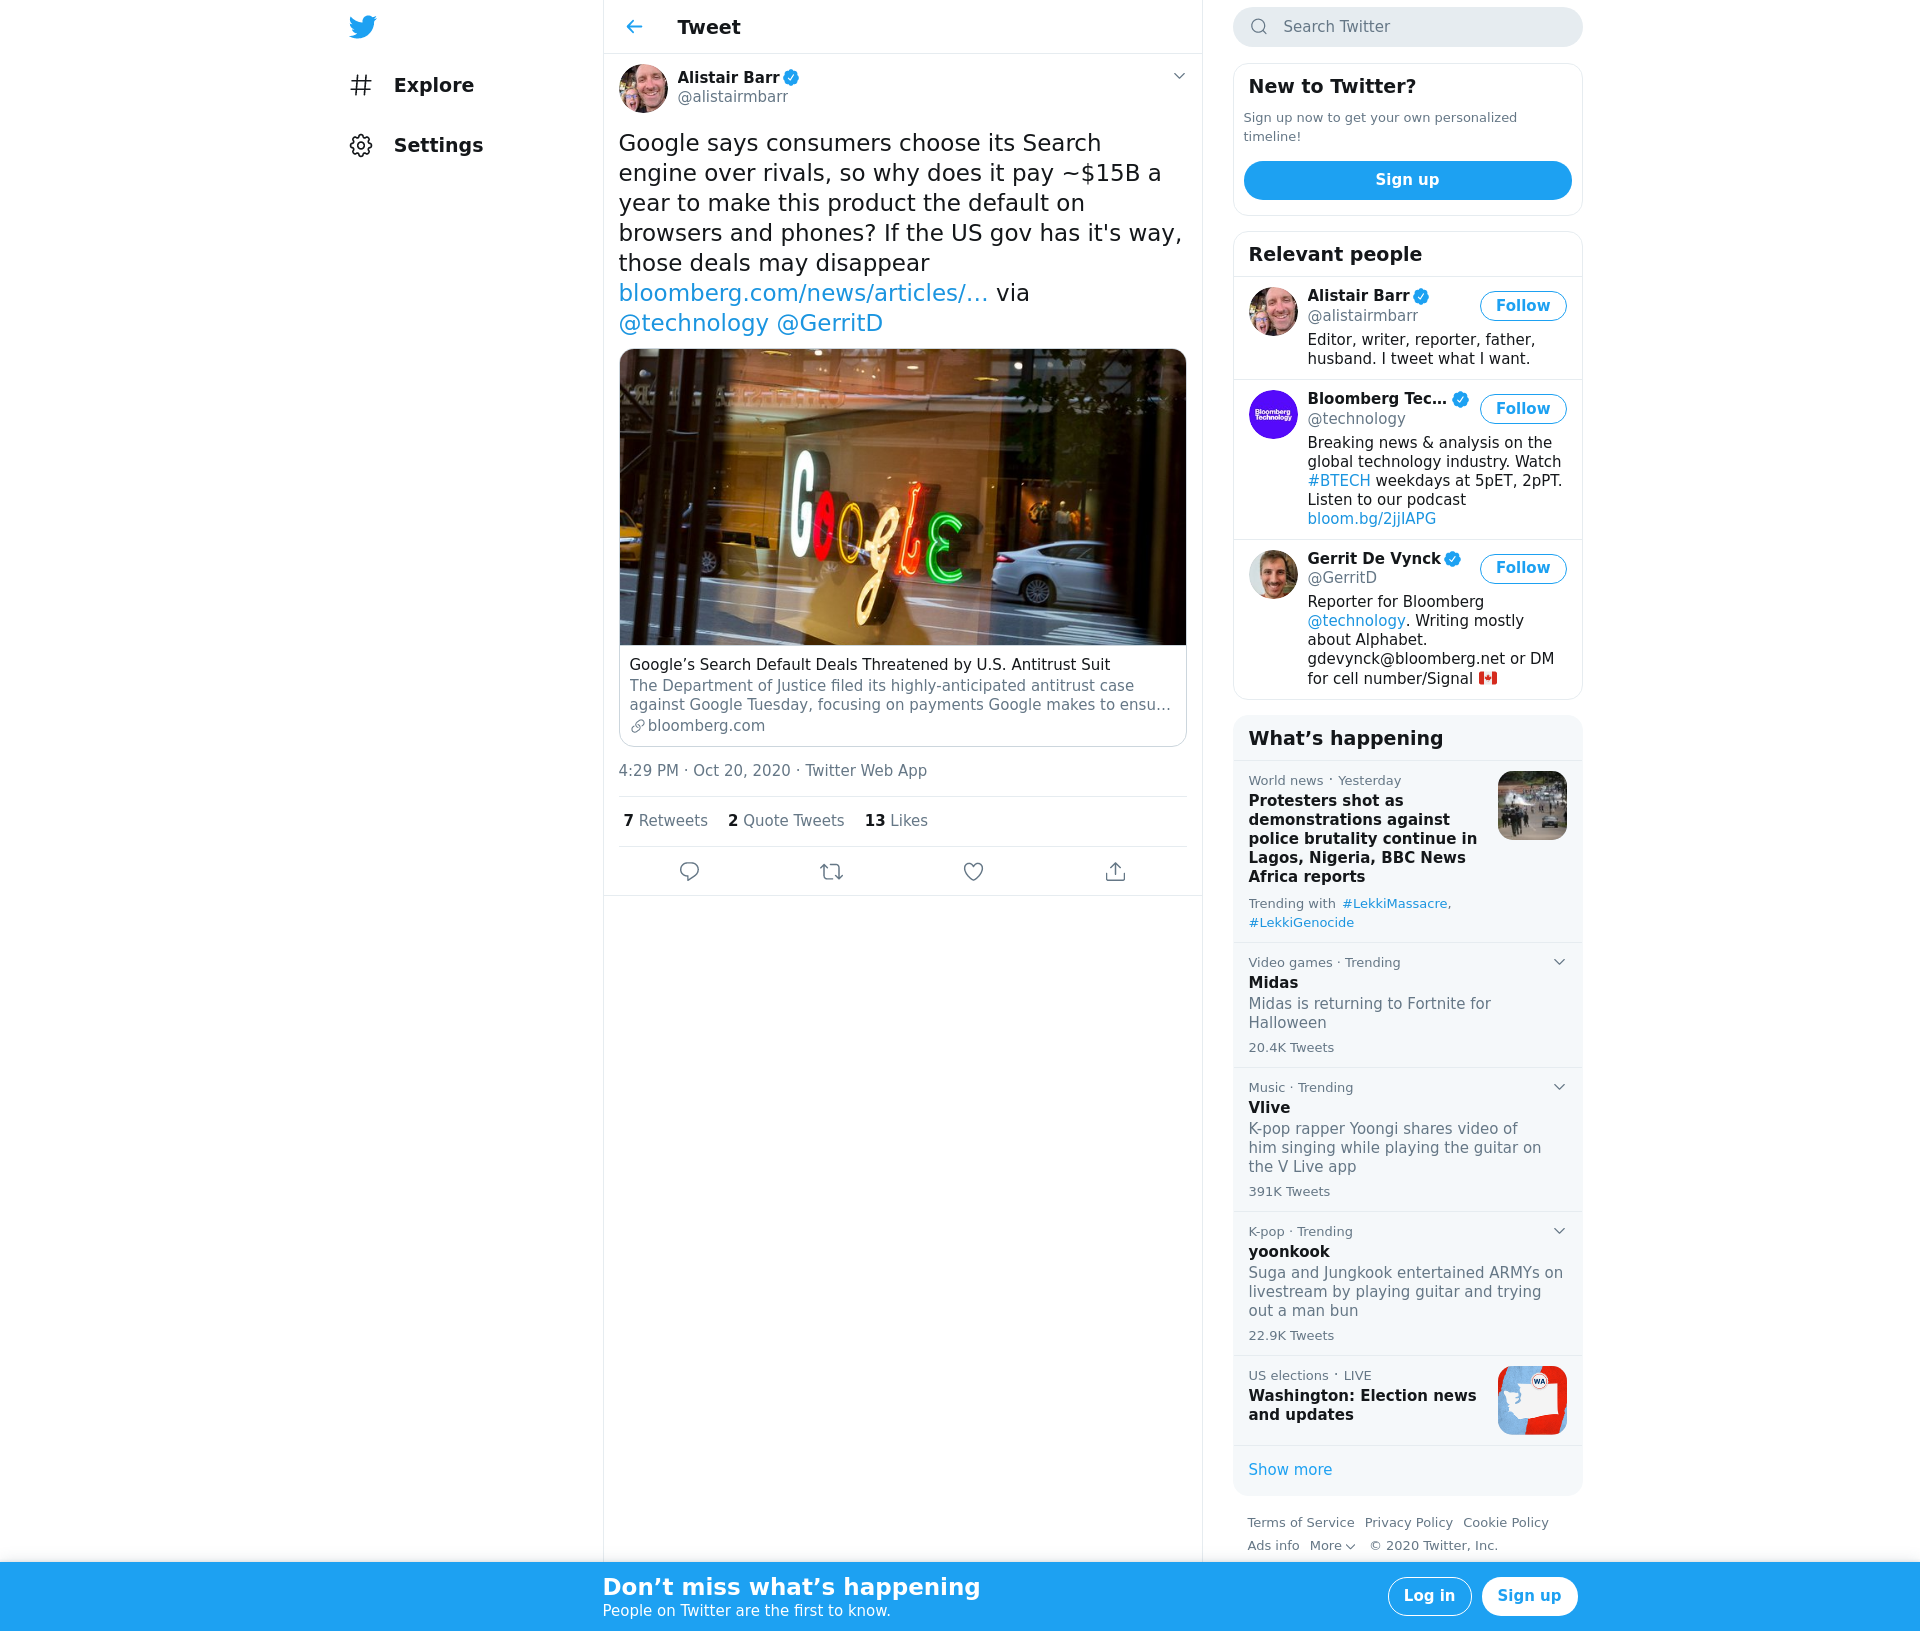 Explore
Settings
Tweet
Alistair Barr
@alistairmbarr
Google says consumers choose its Search
engine over rivals, so why does it pay ~$15B a
year to make this product the default on
browsers and phones? If the US gov has it's way,
those deals may disappear
bloomberg.com/news/articles/… via
@technology @GerritD
Google
Google’s Search Default Deals Threatened by U.S. Antitrust Suit
The Department of Justice filed its highly-anticipated antitrust case
against Google Tuesday, focusing on payments Google makes to ensu…
bloomberg.com
4:29 PM · Oct 20, 2020 · Twitter Web App
7 Retweets 2 Quote Tweets 13 Likes
Search Twitter
New to Twitter?
Sign up now to get your own personalized
timeline!
Sign up
Relevant people
Alistair Barr
@alistairmbarr
Follow
Editor, writer, reporter, father,
husband. I tweet what I want.
Bloomberg Technology
Bloomberg Tec…
@technology
Follow
Breaking news & analysis on the
global technology industry. Watch
#BTECH weekdays at 5pET, 2pPT.
Listen to our podcast
bloom.bg/2jjIAPG
Gerrit De Vynck
@GerritD
Follow
Reporter for Bloomberg
@technology. Writing mostly
about Alphabet.
gdevynck@bloomberg.net or DM
for cell number/Signal
What’s happening
World news · Yesterday
Protesters shot as
demonstrations against
police brutality continue in
Lagos, Nigeria, BBC News
Africa reports
Trending with #LekkiMassacre,
#LekkiGenocide
Video games · Trending
Midas
Midas is returning to Fortnite for
Halloween
20.4K Tweets
Music · Trending
Vlive
K-pop rapper Yoongi shares video of
him singing while playing the guitar on
the V Live app
391K Tweets
K-pop · Trending
yoonkook
Suga and Jungkook entertained ARMYs on
livestream by playing guitar and trying
out a man bun
22.9K Tweets
US elections · LIVE
Washington: Election news
and updates
WA
Show more
Terms of Service Privacy Policy Cookie Policy
Ads info More © 2020 Twitter, Inc.
Don’t miss what’s happening
People on Twitter are the first to know.
Log in
Sign up